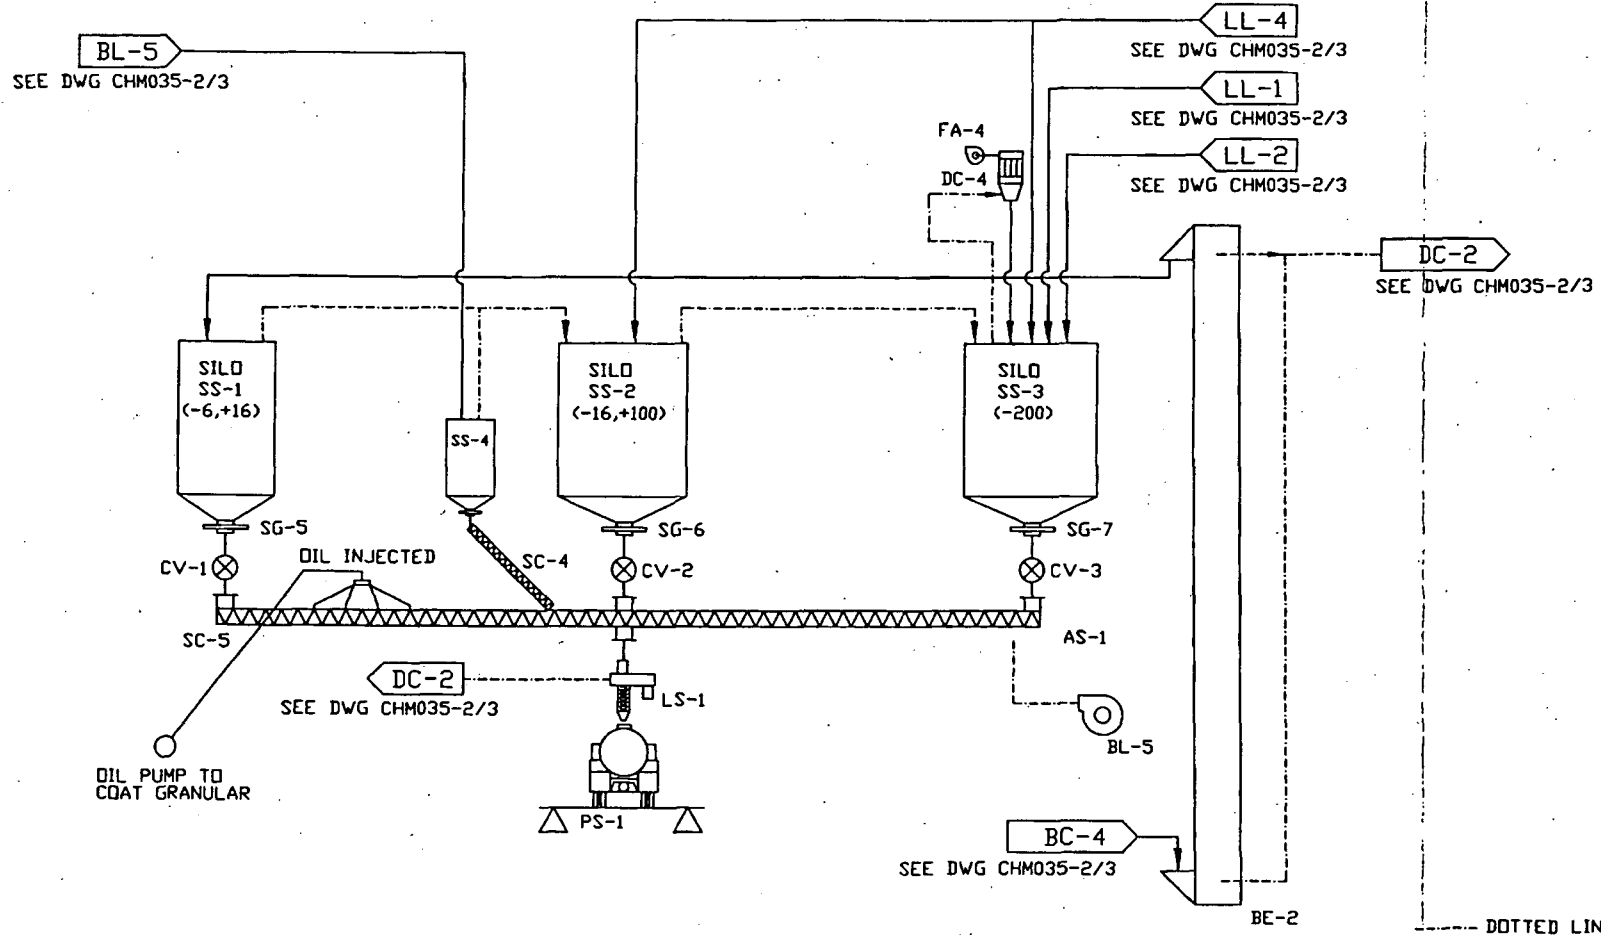 LL-4
SEE DWG CHM035-2/3
BL-5
SEE DWG CHM035-2/3
LL-1
SEE DWG CHM035-2/3
FA-4
DC-4
LL-2
SEE DWG CHM035-2/3
DC-2
SEE DWG CHM035-2/3
SILO
SS-1
(-6,+16)
SS-4
SILO
SS-2
(-16,+100)
SILO
SS-3
(-200)
SG-5
SG-6
SG-7
OIL INJECTED
CV-1
SC-4
CV-2
CV-3
SC-5
AS-1
DC-2
SEE DWG CHM035-2/3
LS-1
BL-5
OIL PUMP TO
COAT GRANULAR
PS-1
BC-4
SEE DWG CHM035-2/3
BE-2
DOTTED LIN